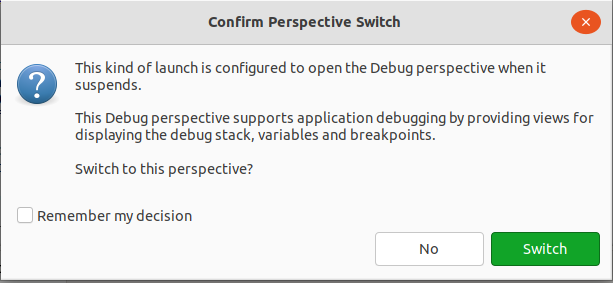 Confirm Perspective Switch
This kind of launch is configured to open the Debug perspective when it
suspends.
This Debug perspective supports application debugging by providing views for
displaying the debug stack, variables and breakpoints.
Switch to this perspective?
Remember my decision
No
Switch